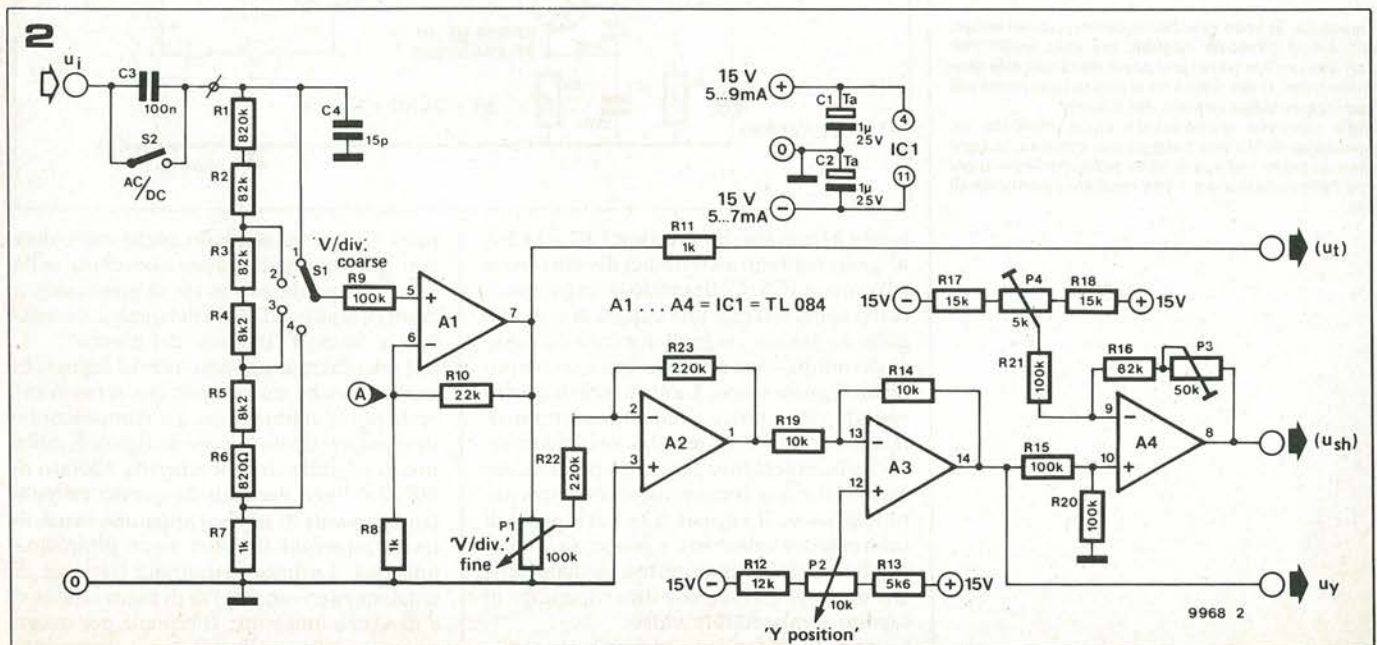 2
ui
C3
100n
S2
AC/DC
R1
820k
R2
82k
R3
82k
R4
8k2
R5
8k2
R6
820Ω
R7
1k
0
C4
15p
1
2
3
4
S1
V/div.
coarse
R9
100k
5
6
+
−
A1
7
A
R10
22k
1k
P1
100k
'V/div.'
fine
R22
220k
R23
220k
2
3
−
+
A2
1
R19
10k
R14
10k
13
12
−
+
A3
14
R12
12k
P2
10k
R13
5k6
15V
−
+
15V
'Y position'
15 V
5...9mA
+
0
15 V
5...7mA
−
C1
Ta
1µ
25V
C2
Ta
1µ
25V
4
IC1
11
R11
1k
A1 .... A4 = IC1 = TL 084
R17
15k
P4
5k
R18
15k
15V
−
+
15V
R21
100k
R16
82k
P3
50k
R15
100k
R20
100k
9
10
−
+
A4
8
(ut)
(ush)
uy
9968 2